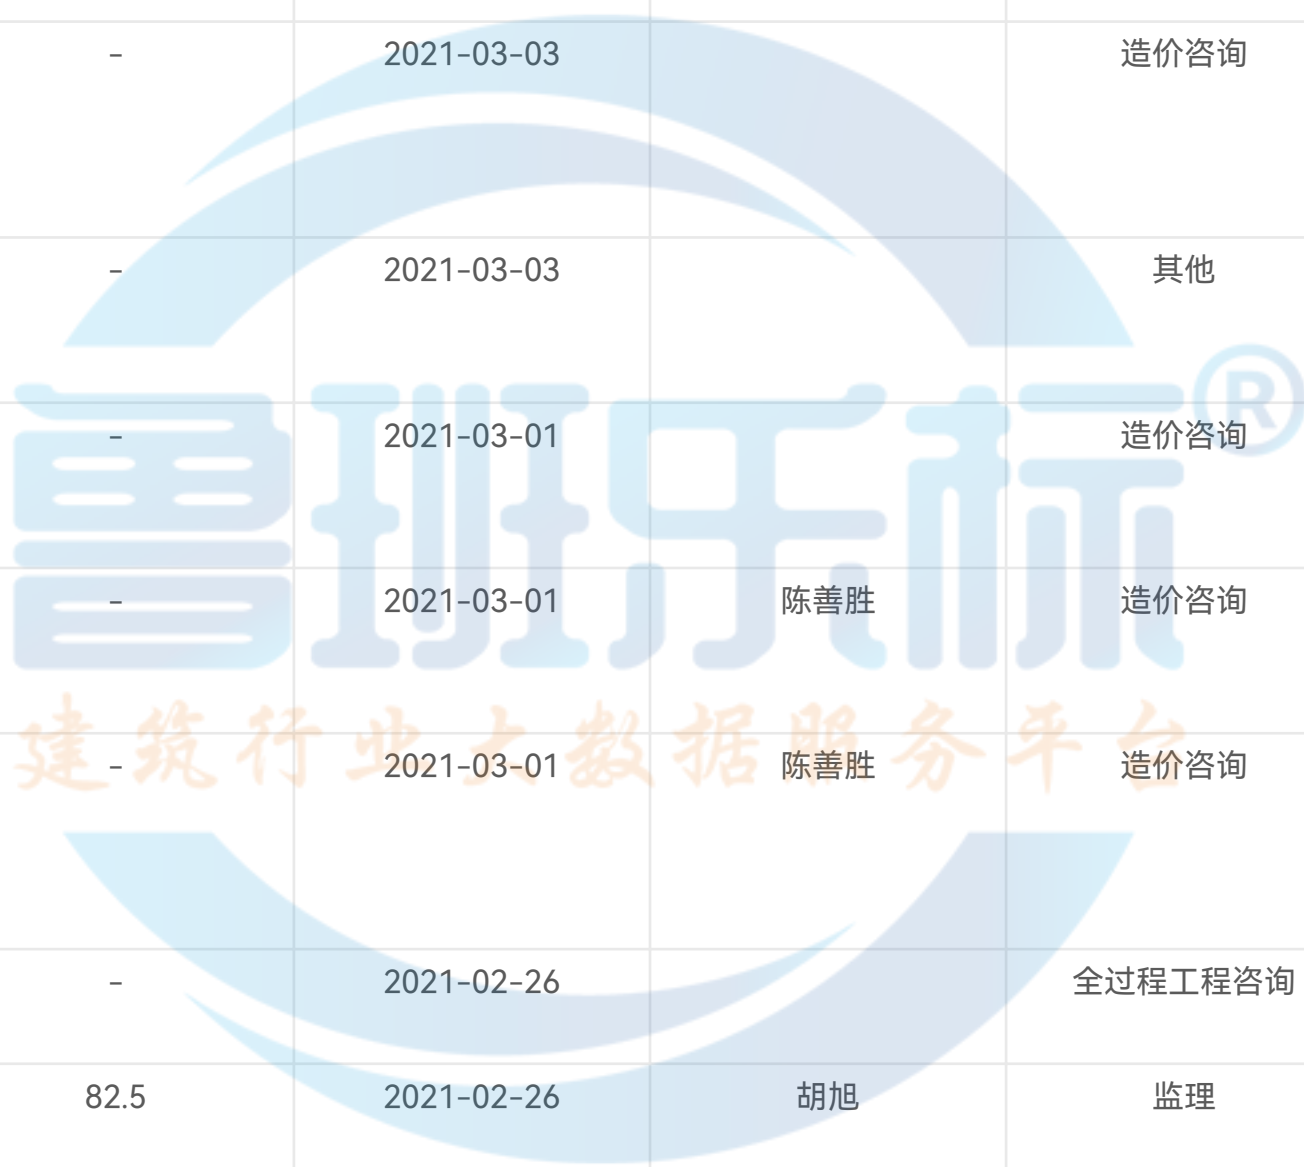 - 2021-03-03 造价咨询
- 2021-03-03 其他
鲁班乐标®
- 2021-03-01 造价咨询
- 2021-03-01 陈善胜 造价咨询
建筑行业大数据服务平台
- 2021-03-01 陈善胜 造价咨询
- 2021-02-26 全过程工程咨询
82.5 2021-02-26 胡旭 监理